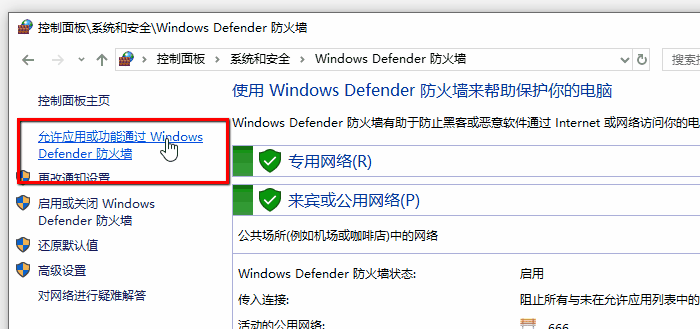 控制面板\系统和安全\Windows Defender 防火墙
控制面板 > 系统和安全 > Windows Defender 防火墙
搜索
控制面板主页
允许应用或功能通过 Windows
Defender 防火墙
更改通知设置
启用或关闭 Windows
Defender 防火墙
还原默认值
高级设置
对网络进行疑难解答
使用 Windows Defender 防火墙来帮助保护你的电脑
Windows Defender 防火墙有助于防止黑客或恶意软件通过 Internet 或网络访问你的电
专用网络(R)
来宾或公用网络(P)
公共场所(例如机场或咖啡店)中的网络
Windows Defender 防火墙状态: 启用
传入连接: 阻止所有与未在允许应用列表中的
活动的公用网络: 666